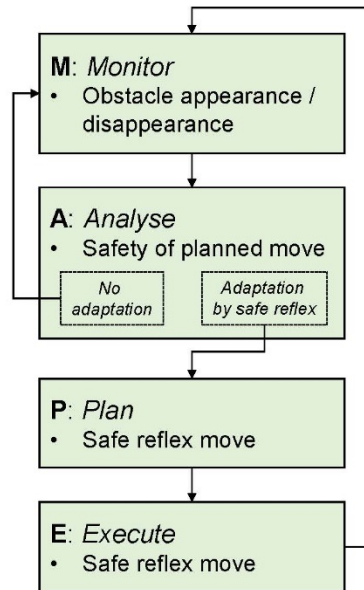 M: Monitor
• Obstacle appearance /
disappearance
A: Analyse
• Safety of planned move
No
adaptation
Adaptation
by safe reflex
P: Plan
• Safe reflex move
E: Execute
• Safe reflex move